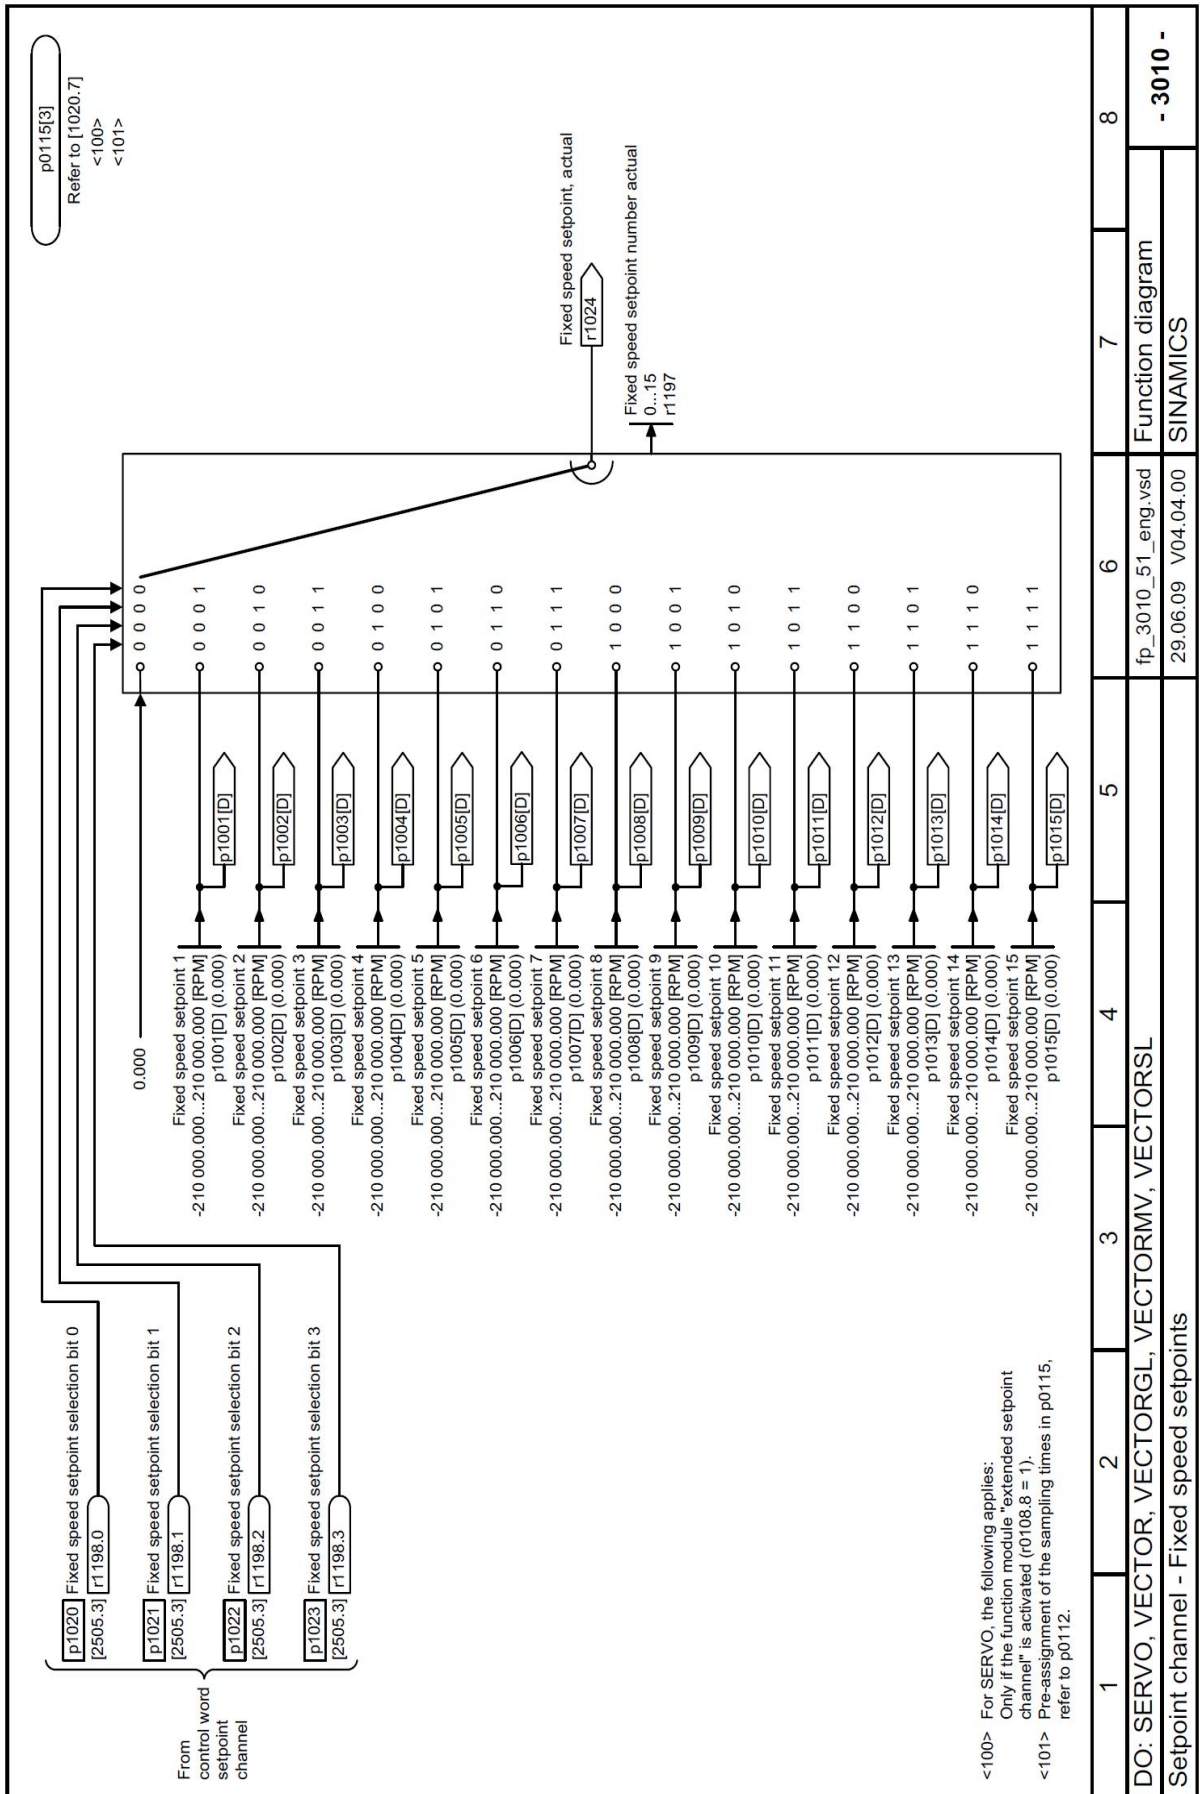 p0115[3]
Refer to [1020.7]
<100>
<101>
From
control word
setpoint
channel
p1020 Fixed speed setpoint selection bit 0
[2505.3] r1198.0
p1021 Fixed speed setpoint selection bit 1
[2505.3] r1198.1
p1022 Fixed speed setpoint selection bit 2
[2505.3] r1198.2
p1023 Fixed speed setpoint selection bit 3
[2505.3] r1198.3
0.000
0 0 0 0
Fixed speed setpoint 1
-210 000.000...210 000.000 [RPM]
p1001[D] (0.000)
p1001[D]
0 0 0 1
Fixed speed setpoint 2
-210 000.000...210 000.000 [RPM]
p1002[D] (0.000)
p1002[D]
0 0 1 0
Fixed speed setpoint 3
-210 000.000...210 000.000 [RPM]
p1003[D] (0.000)
p1003[D]
0 0 1 1
Fixed speed setpoint 4
-210 000.000...210 000.000 [RPM]
p1004[D] (0.000)
p1004[D]
0 1 0 0
Fixed speed setpoint 5
-210 000.000...210 000.000 [RPM]
p1005[D] (0.000)
p1005[D]
0 1 0 1
Fixed speed setpoint 6
-210 000.000...210 000.000 [RPM]
p1006[D] (0.000)
p1006[D]
0 1 1 0
Fixed speed setpoint 7
-210 000.000...210 000.000 [RPM]
p1007[D] (0.000)
p1007[D]
0 1 1 1
Fixed speed setpoint 8
-210 000.000...210 000.000 [RPM]
p1008[D] (0.000)
p1008[D]
1 0 0 0
Fixed speed setpoint 9
-210 000.000...210 000.000 [RPM]
p1009[D] (0.000)
p1009[D]
1 0 0 1
Fixed speed setpoint 10
-210 000.000...210 000.000 [RPM]
p1010[D] (0.000)
p1010[D]
1 0 1 0
Fixed speed setpoint 11
-210 000.000...210 000.000 [RPM]
p1011[D] (0.000)
p1011[D]
1 0 1 1
Fixed speed setpoint 12
-210 000.000...210 000.000 [RPM]
p1012[D] (0.000)
p1012[D]
1 1 0 0
Fixed speed setpoint 13
-210 000.000...210 000.000 [RPM]
p1013[D] (0.000)
p1013[D]
1 1 0 1
Fixed speed setpoint 14
-210 000.000...210 000.000 [RPM]
p1014[D] (0.000)
p1014[D]
1 1 1 0
Fixed speed setpoint 15
-210 000.000...210 000.000 [RPM]
p1015[D] (0.000)
p1015[D]
1 1 1 1
Fixed speed setpoint, actual
r1024
Fixed speed setpoint number actual
0...15
r1197
<100> For SERVO, the following applies:
Only if the function module "extended setpoint
channel" is activated (r0108.8 = 1).
<101> Pre-assignment of the sampling times in p0115,
refer to p0112.
1 2 3 4 5 6 7 8
DO: SERVO, VECTOR, VECTORGL, VECTORMV, VECTORSL
fp_3010_51_eng.vsd
Function diagram
- 3010 -
Setpoint channel - Fixed speed setpoints
29.06.09 V04.04.00
SINAMICS